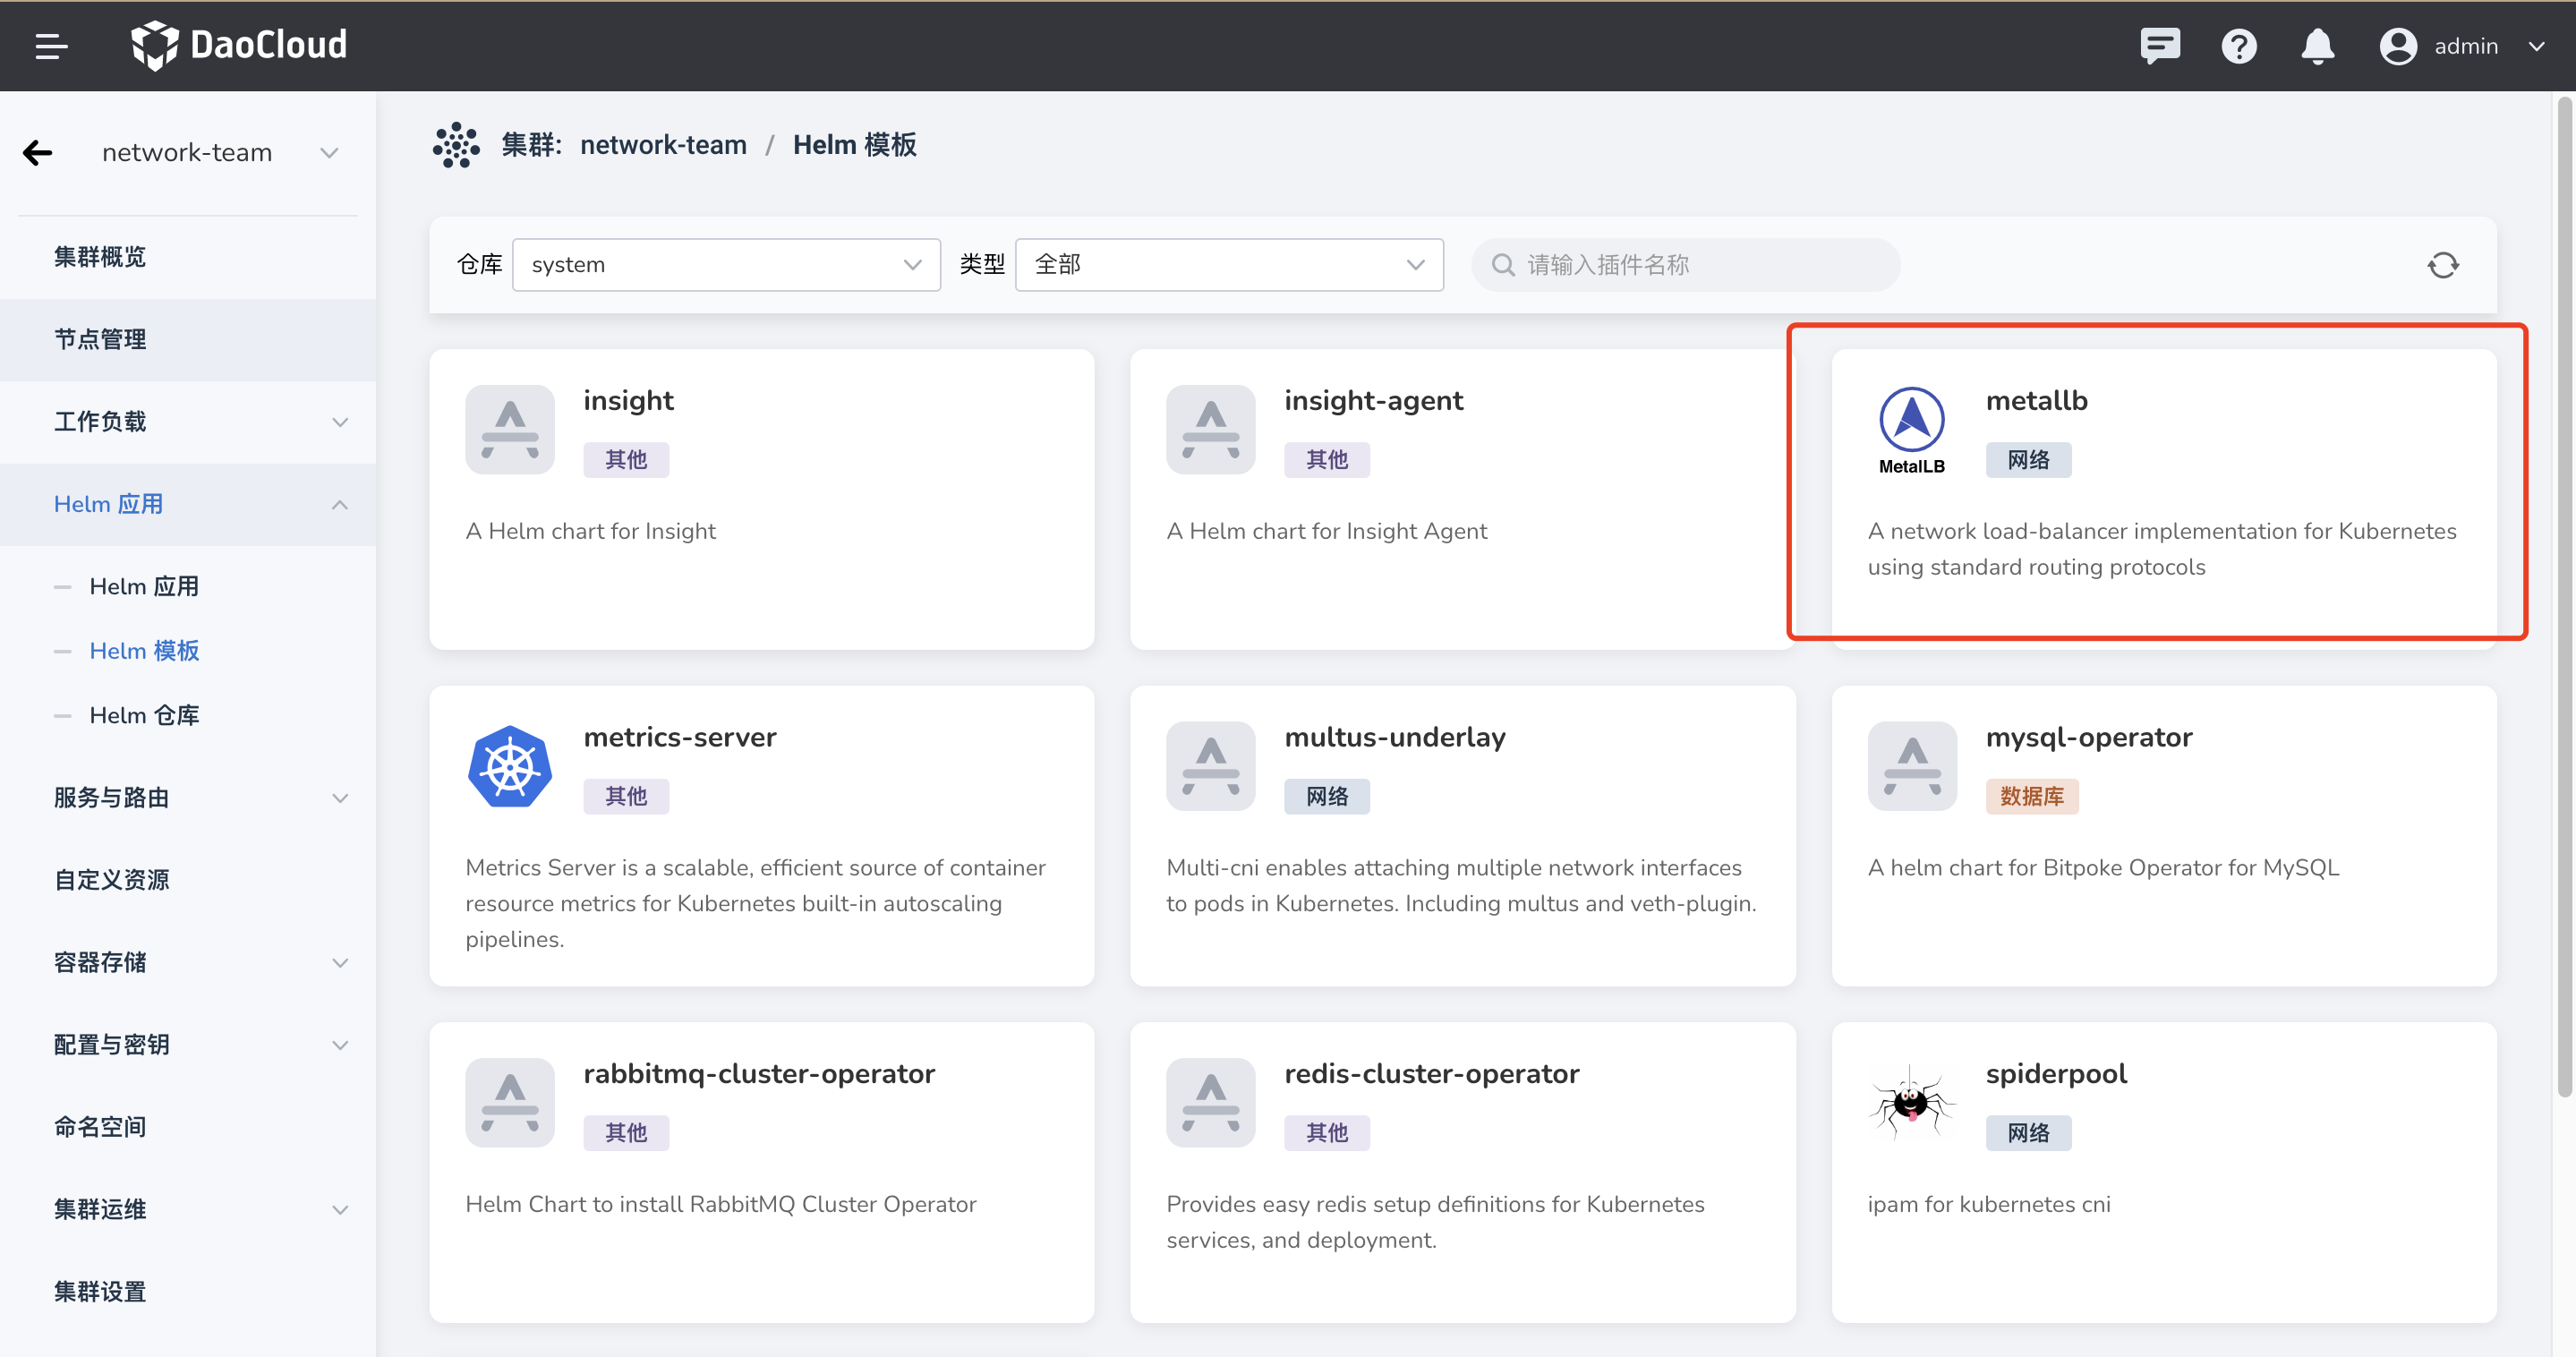 DaoCloud
admin
network-team
集群概览
节点管理
工作负载
Helm 应用
Helm 应用
Helm 模板
Helm 仓库
服务与路由
自定义资源
容器存储
配置与密钥
命名空间
集群运维
集群设置
集群: network-team / Helm 模板
仓库 system 类型 全部 请输入插件名称
insight
其他
A Helm chart for Insight
insight-agent
其他
A Helm chart for Insight Agent
MetalLB
metallb
网络
A network load-balancer implementation for Kubernetes
using standard routing protocols
metrics-server
其他
Metrics Server is a scalable, efficient source of container
resource metrics for Kubernetes built-in autoscaling
pipelines.
multus-underlay
网络
Multi-cni enables attaching multiple network interfaces
to pods in Kubernetes. Including multus and veth-plugin.
mysql-operator
数据库
A helm chart for Bitpoke Operator for MySQL
rabbitmq-cluster-operator
其他
Helm Chart to install RabbitMQ Cluster Operator
redis-cluster-operator
其他
Provides easy redis setup definitions for Kubernetes
services, and deployment.
spiderpool
网络
ipam for kubernetes cni